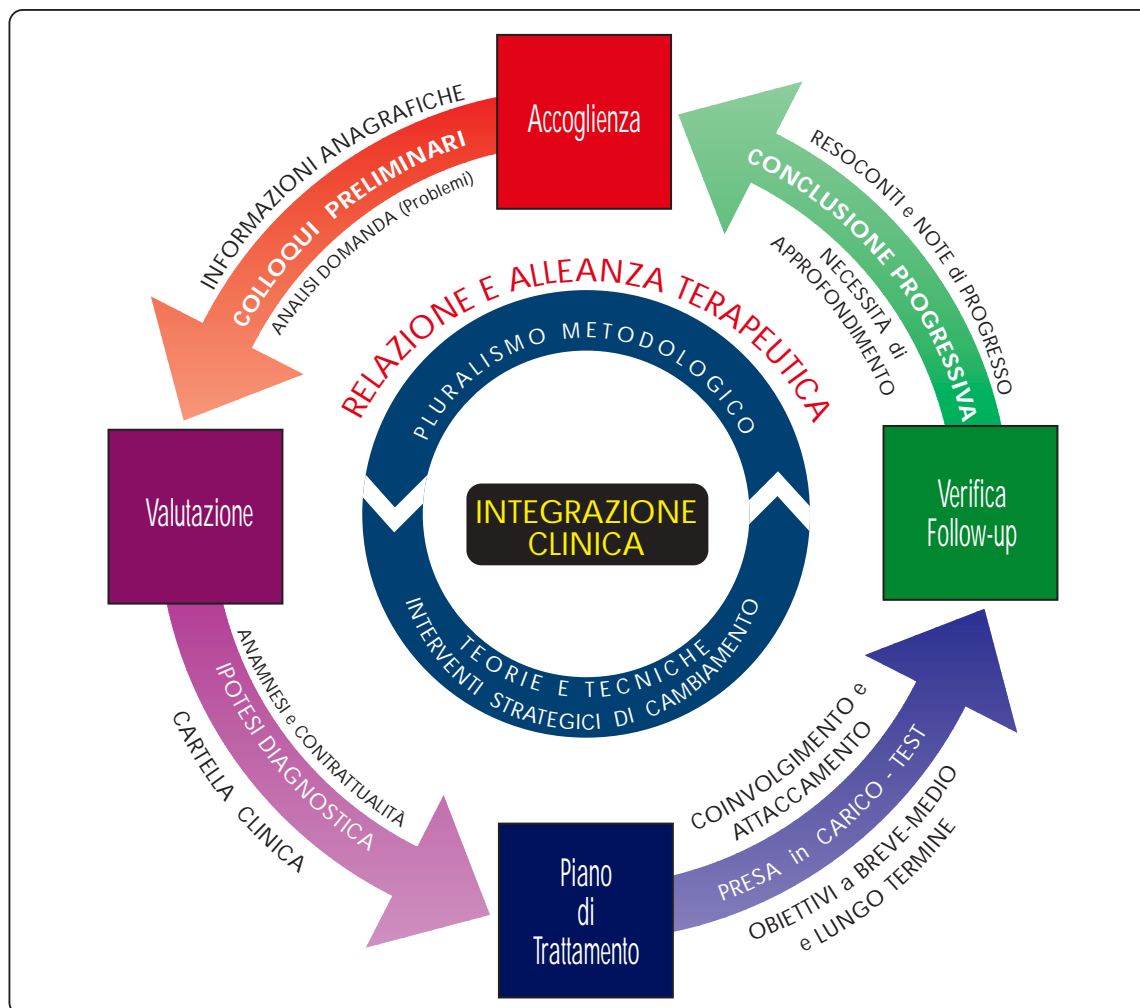 Accoglienza
INFORMAZIONI ANAGRAFICHE
COLLOQUI PRELIMINARI
ANALISI DOMANDA (Problemi)
Valutazione
ANAMNESI e CONTRATTUALITÀ
IPOTESI DIAGNOSTICA
CARTELLA CLINICA
Piano
di
Trattamento
COINVOLGIMENTO e
ATTACCAMENTO
PRESA in CARICO - TEST
OBIETTIVI a BREVE-MEDIO
e LUNGO TERMINE
Verifica
Follow-up
RESOCONTI e NOTE di PROGRESSO
CONCLUSIONE PROGRESSIVA
NECESSITÀ di
APPROFONDIMENTO
RELAZIONE E ALLEANZA TERAPEUTICA
PLURALISMO METODOLOGICO
INTEGRAZIONE
CLINICA
TEORIE E TECNICHE
INTERVENTI STRATEGICI DI CAMBIAMENTO